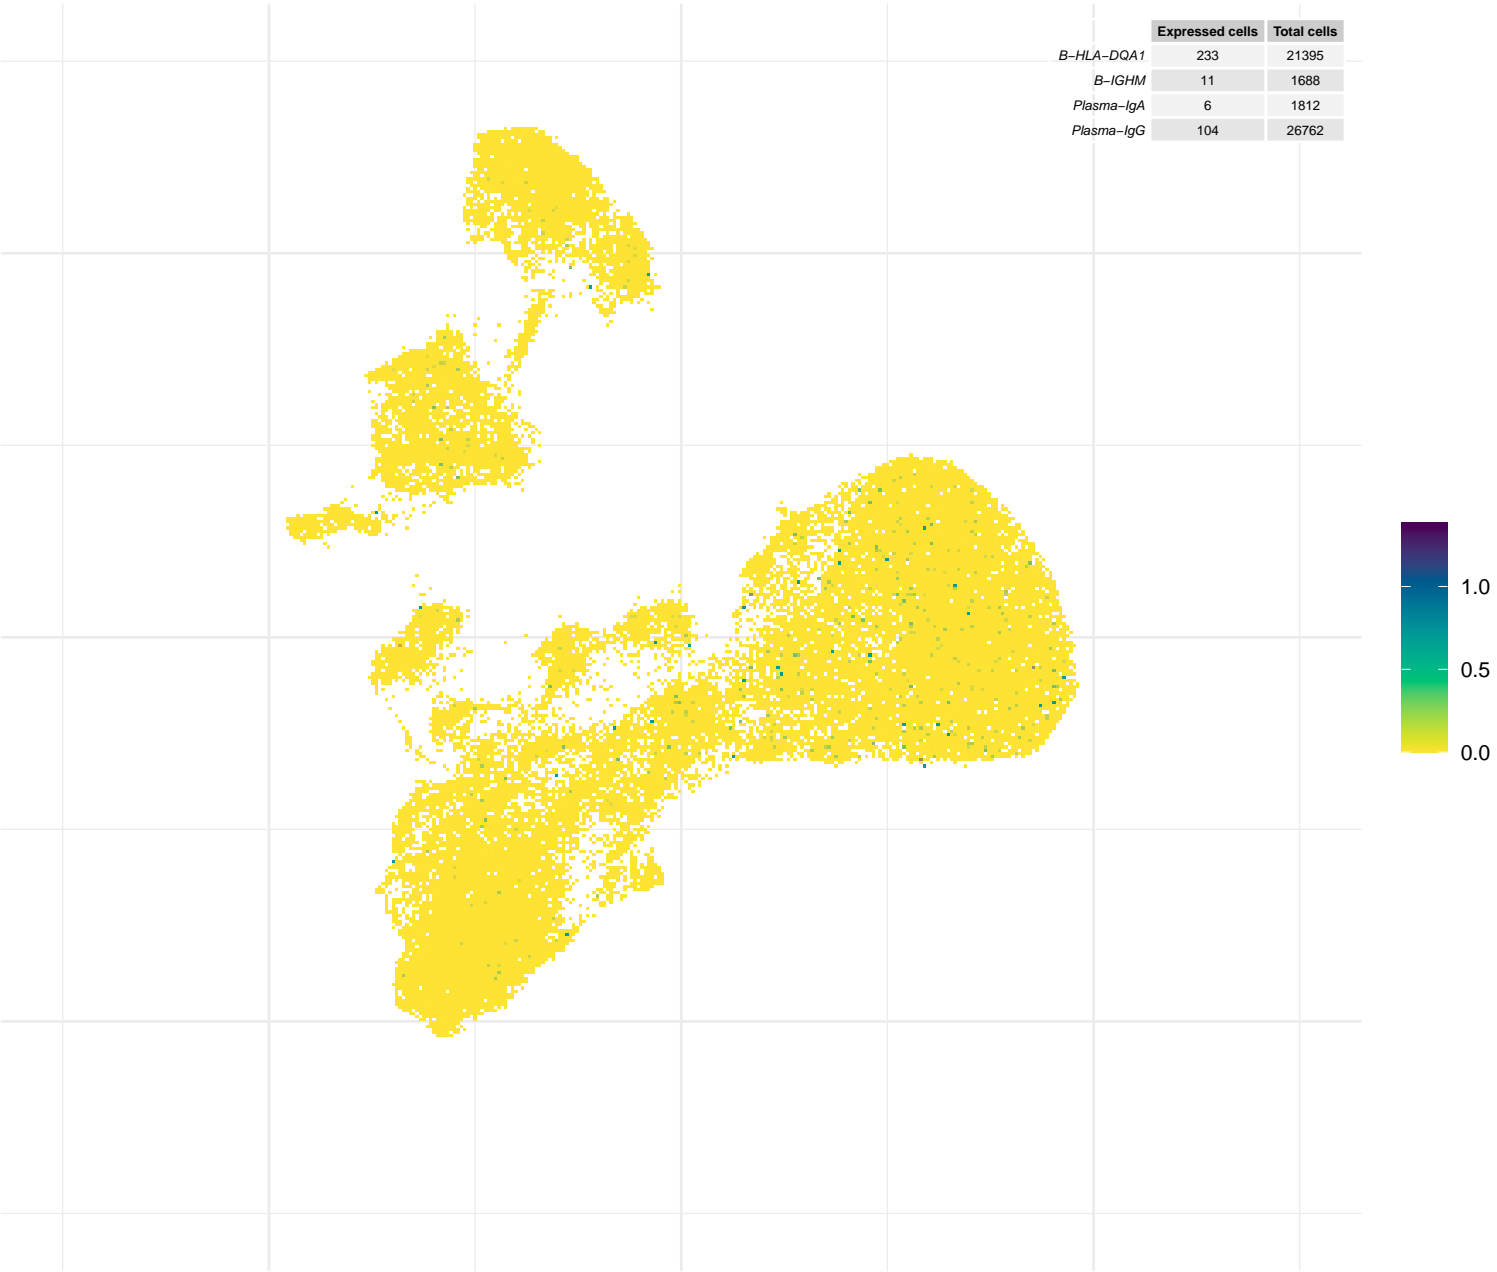 Expressed cells Total cells
B−HLA−DQA1 233 21395
B−IGHM 11 1688
Plasma−IgA 6 1812
Plasma−IgG 104 26762
1.0
0.5
0.0